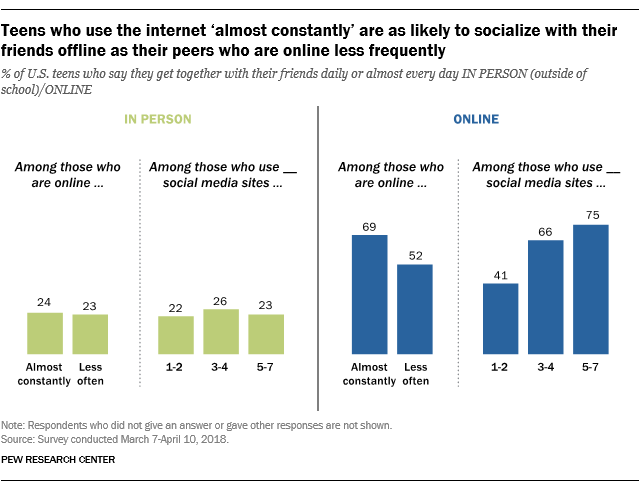 Teens who use the internet ‘almost constantly’ are as likely to socialize with their
friends offline as their peers who are online less frequently
% of U.S. teens who say they get together with their friends daily or almost every day IN PERSON (outside of
school)/ONLINE
IN PERSON
Among those who
are online ...
24
23
Almost
constantly
Less
often
Among those who use __
social media sites ...
22
26
23
1-2
3-4
5-7
ONLINE
Among those who
are online ...
69
52
Almost
constantly
Less
often
Among those who use __
social media sites ...
41
66
75
1-2
3-4
5-7
Note: Respondents who did not give an answer or gave other responses are not shown.
Source: Survey conducted March 7-April 10, 2018.
PEW RESEARCH CENTER